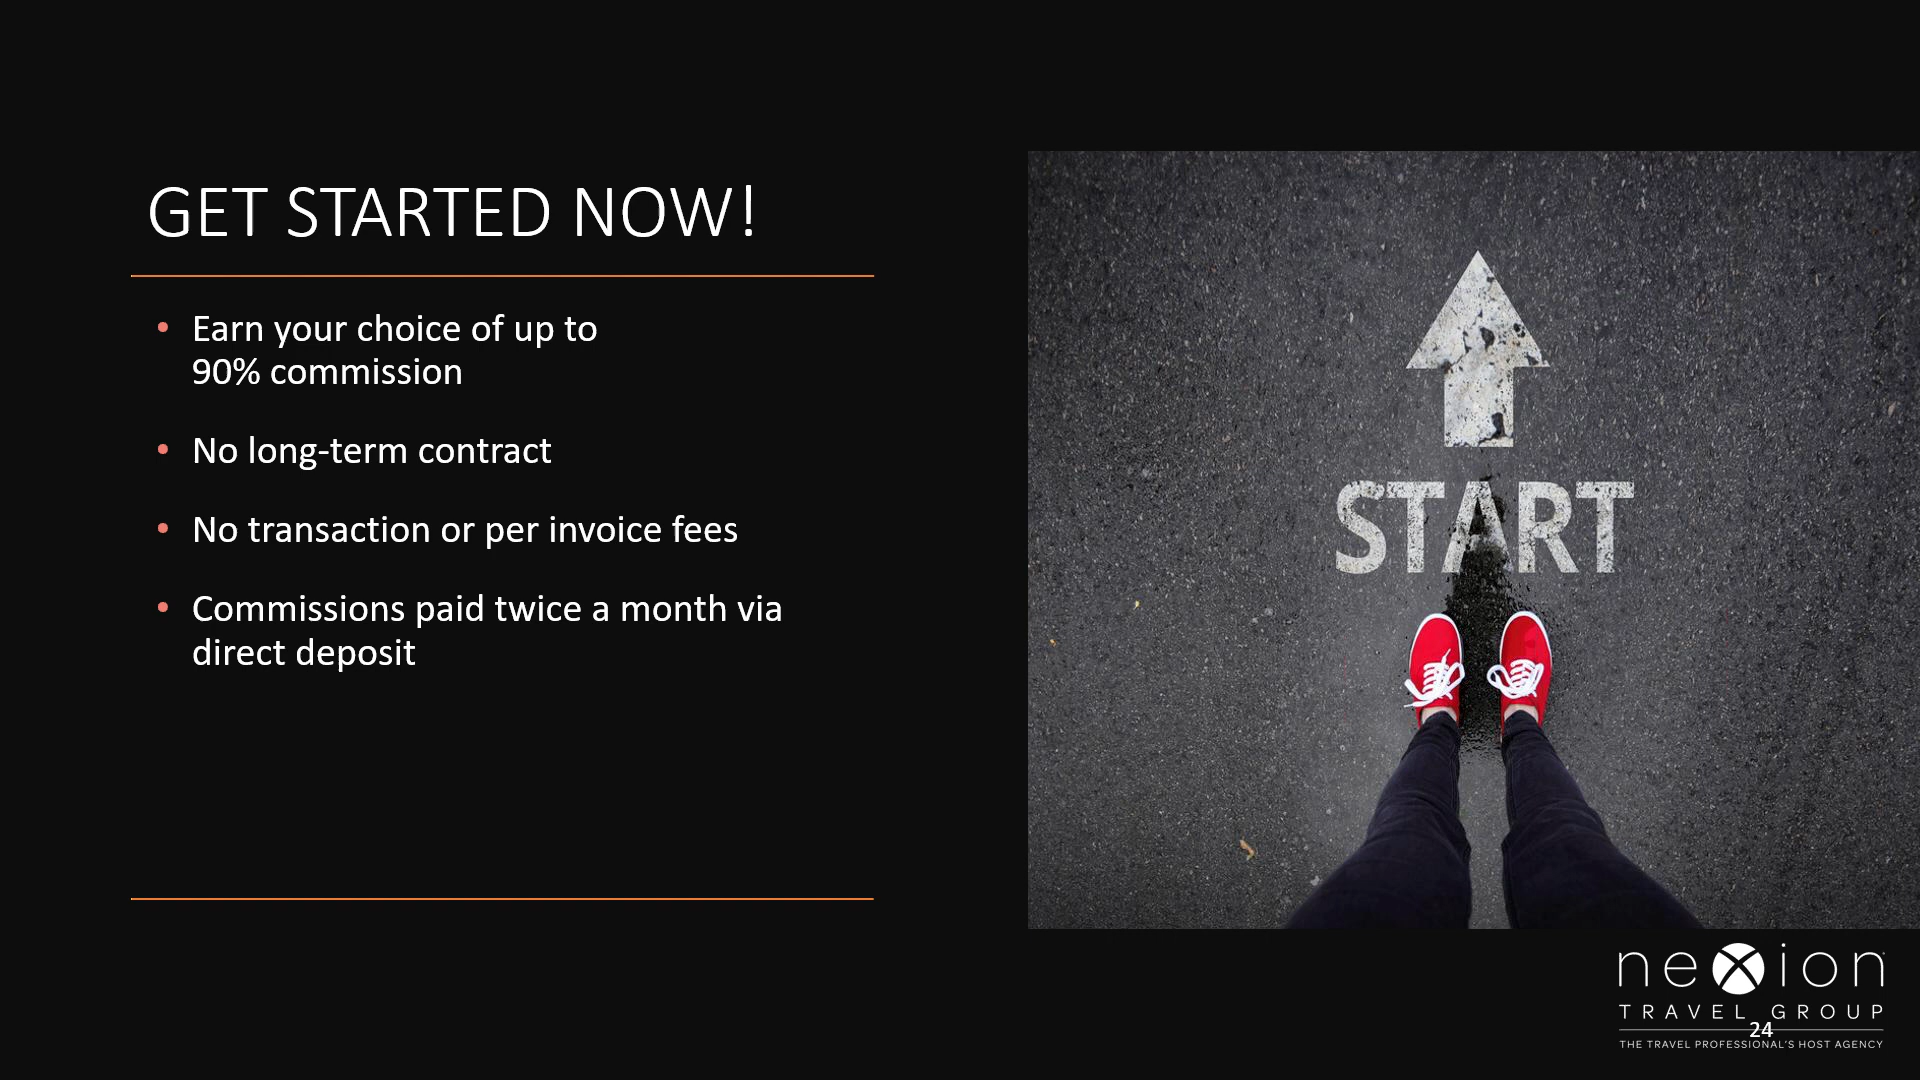 GET STARTED NOW!
• Earn your choice of up to
90% commission
• No long-term contract
• No transaction or per invoice fees
• Commissions paid twice a month via
direct deposit
START
nexion
TRAVEL GROUP
24
THE TRAVEL PROFESSIONAL'S HOST AGENCY